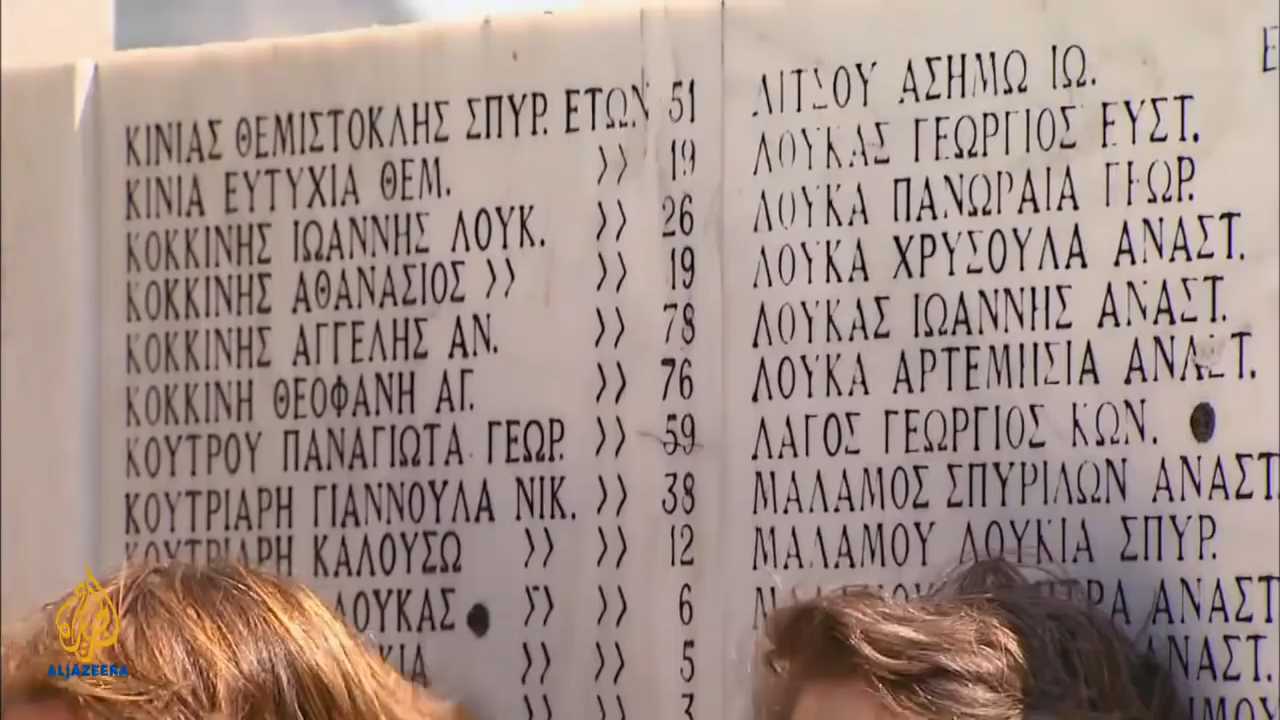 ΚΙΝΙΑΣ ΘΕΜΙΣΤΟΚΛΗΣ ΣΠΥΡ. ΕΤΩΝ 51
ΚΙΝΙΑ ΕΥΤΥΧΙΑ ΘΕΜ. >> 19
ΚΟΚΚΙΝΗΣ ΙΩΑΝΝΗΣ ΛΟΥΚ. >> 26
ΚΟΚΚΙΝΗΣ ΑΘΑΝΑΣΙΟΣ >> >> 19
ΚΟΚΚΙΝΗΣ ΑΓΓΕΛΗΣ ΑΝ. >> 78
ΚΟΚΚΙΝΗ ΘΕΟΦΑΝΗ ΑΓ. >> 76
ΚΟΥΤΡΟΥ ΠΑΝΑΓΙΩΤΑ ΓΕΩΡ. >> 59
ΚΟΥΤΡΙΑΡΗ ΓΙΑΝΝΟΥΛΑ ΝΙΚ. >> 38
ΚΟΥΤΡΙΑΡΗ ΚΑΛΟΥΣΩ >> >> 12
ΛΟΥΚΑΣ >> >> 6
>> >> 5
>> >> 3
ΛΙΤΣΟΥ ΑΣΗΜΩ ΙΩ.
ΛΟΥΚΑΣ ΓΕΩΡΓΙΟΣ ΕΥΣΤ.
ΛΟΥΚΑ ΠΑΝΩΡΑΙΑ ΓΕΩΡ.
ΛΟΥΚΑ ΧΡΥΣΟΥΛΑ ΑΝΑΣΤ.
ΛΟΥΚΑΣ ΙΩΑΝΝΗΣ ΑΝΑΣΤ.
ΛΟΥΚΑ ΑΡΤΕΜΙΣΙΑ ΑΝΑΣΤ.
ΛΑΓΟΣ ΓΕΩΡΓΙΟΣ ΚΩΝ.
ΜΑΛΑΜΟΣ ΣΠΥΡΙΔΩΝ ΑΝΑΣΤ
ΜΑΛΑΜΟΥ ΛΟΥΚΙΑ ΣΠΥΡ.
ΑΝΑΣΤ
ΑΝΑΣΤ.
ALJAZEERA